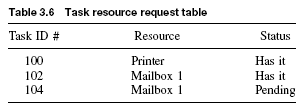 Table 3.6 Task resource request table
Task ID # Resource Status
100 Printer Has it
102 Mailbox 1 Has it
104 Mailbox 1 Pending